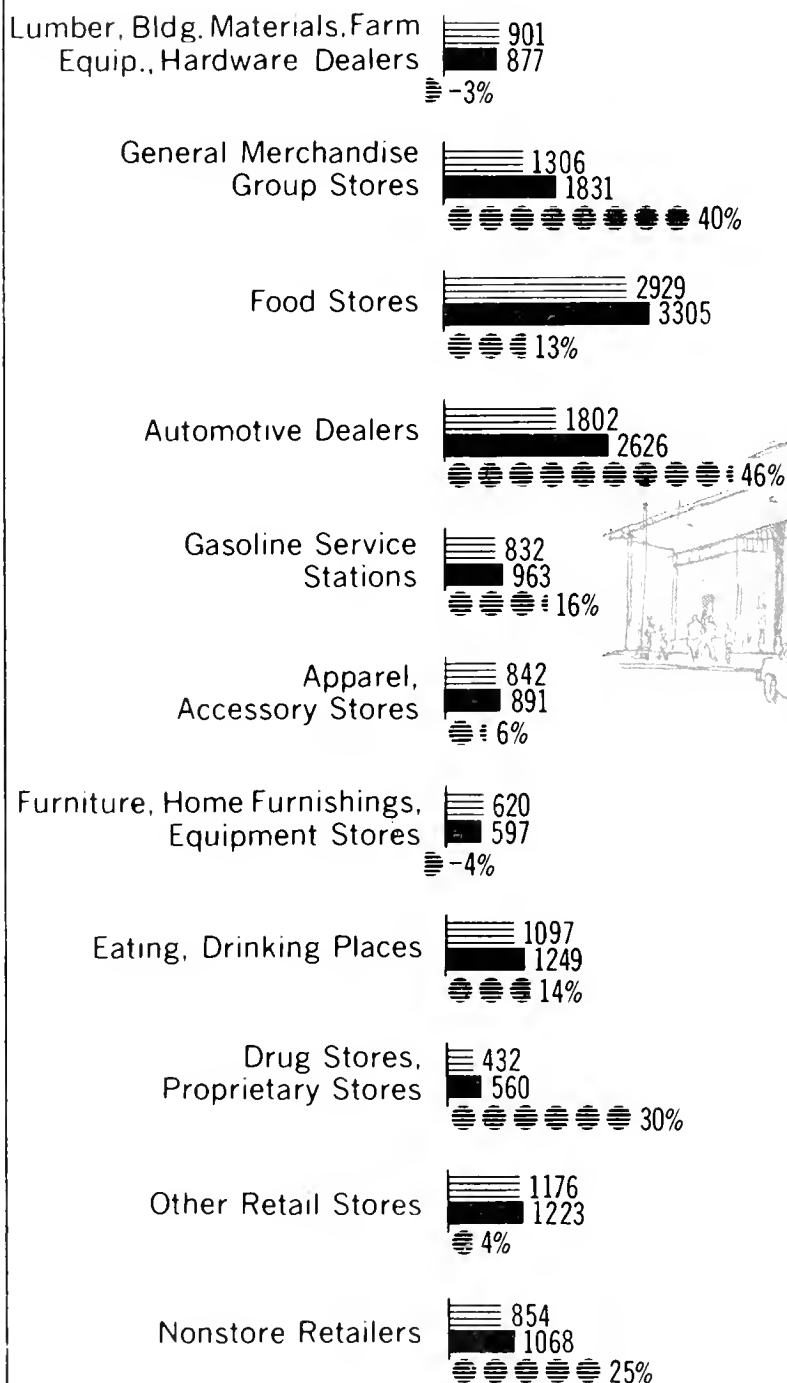 Lumber, Bldg. Materials, Farm
Equip., Hardware Dealers
901
877
-3%
General Merchandise
Group Stores
1306
1831
40%
Food Stores
2929
3305
13%
Automotive Dealers
1802
2626
46%
Gasoline Service
Stations
832
963
16%
Apparel,
Accessory Stores
842
891
6%
Furniture, Home Furnishings,
Equipment Stores
620
597
-4%
Eating, Drinking Places
1097
1249
14%
Drug Stores,
Proprietary Stores
432
560
30%
Other Retail Stores
1176
1223
4%
Nonstore Retailers
854
1068
25%